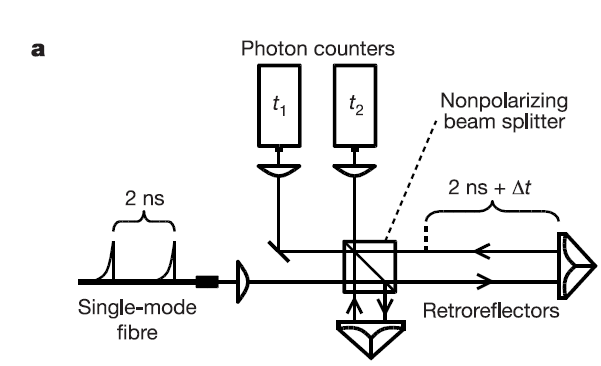 a
Photon counters
t1
t2
Nonpolarizing
beam splitter
2 ns
2 ns + Δt
Single-mode
fibre
Retroreflectors